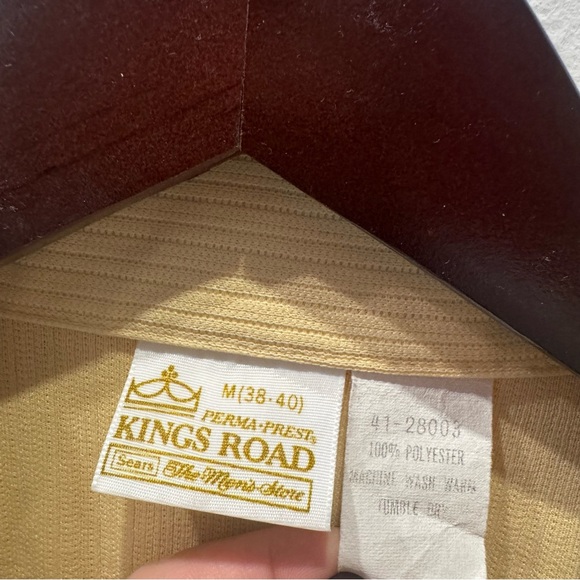 M(38-40)
PERMA-PREST®
KINGS ROAD
Sears The Men's Store
41-28003
100% POLYESTER
MACHINE WASH WARM
TUMBLE DRY